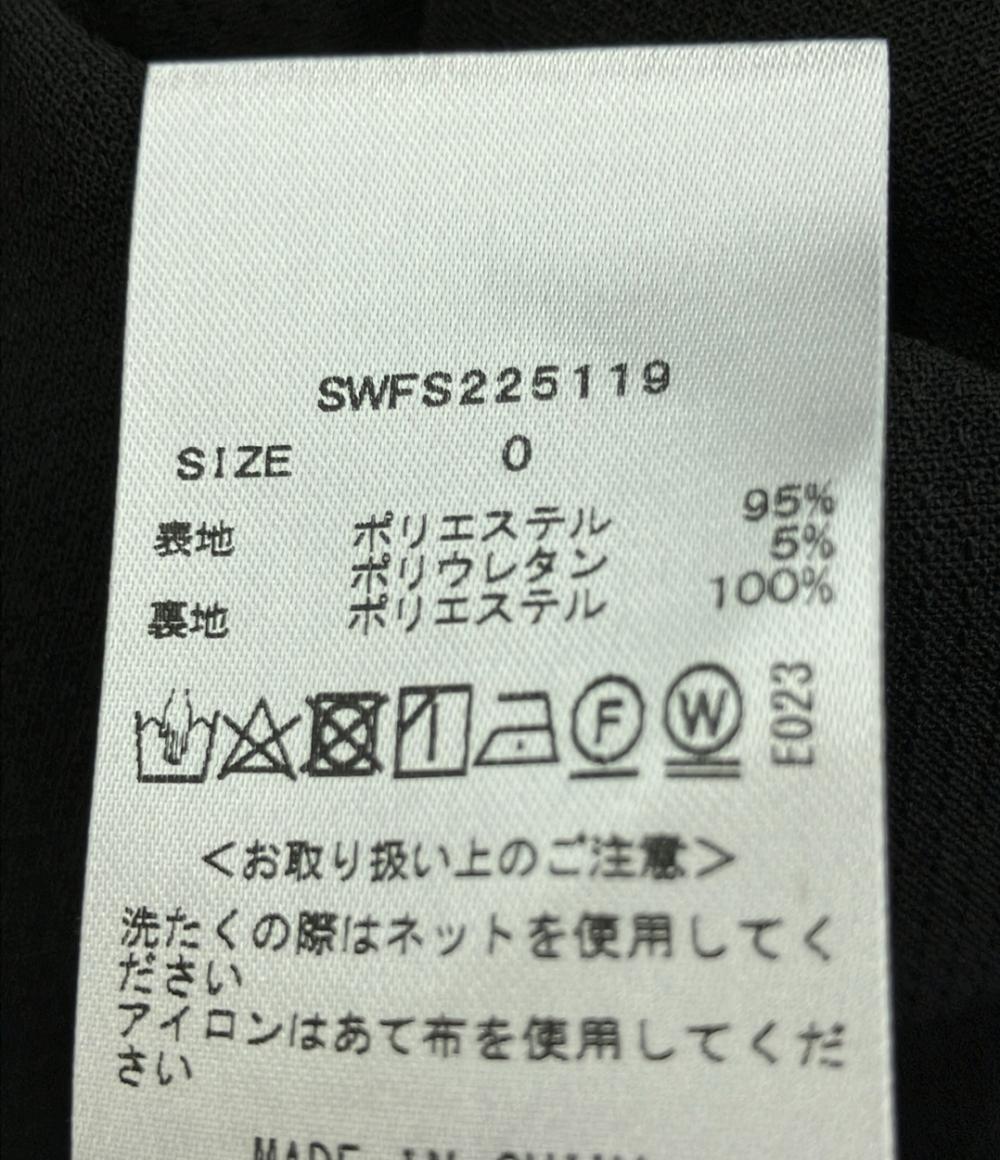 SWFS225119
SIZE 0
表地 ポリエステル 95%
ポリウレタン 5%
裏地 ポリエステル 100%
F W E023
<お取り扱い上のご注意>
洗たくの際はネットを使用してく
ださい
アイロンはあて布を使用してくだ
さい
MADE IN